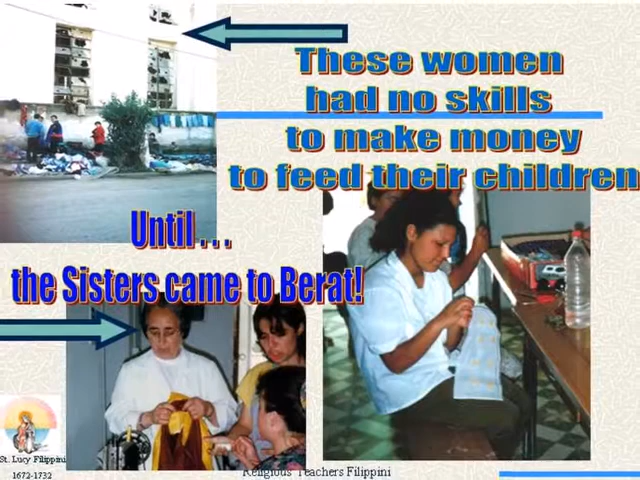 These women
had no skills
to make money
to feed their children
Until . . .
the Sisters came to Berat!
St. Lucy Filippini
1672-1732
Religious Teachers Filippini